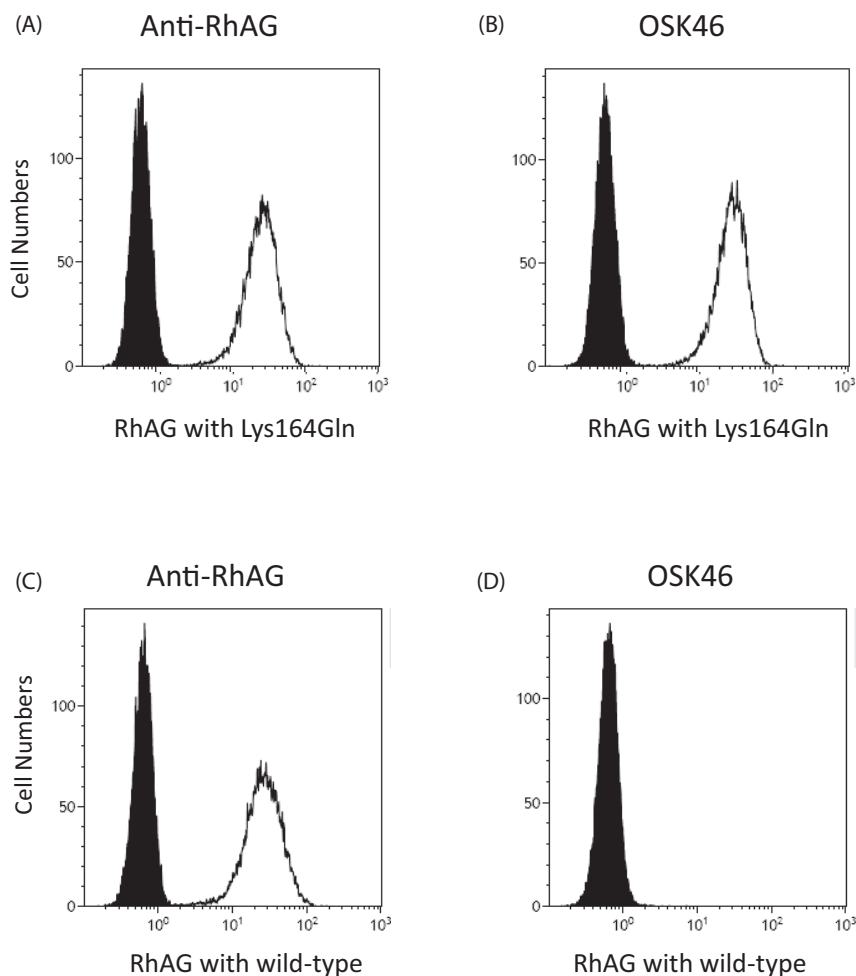 (A) Anti-RhAG
(B) OSK46
Cell Numbers
100
50
0
10⁰ 10¹ 10² 10³
RhAG with Lys164Gln
100
50
0
10⁰ 10¹ 10² 10³
RhAG with Lys164Gln
(C) Anti-RhAG
(D) OSK46
Cell Numbers
100
50
0
10⁰ 10¹ 10² 10³
RhAG with wild-type
100
50
0
10⁰ 10¹ 10² 10³
RhAG with wild-type